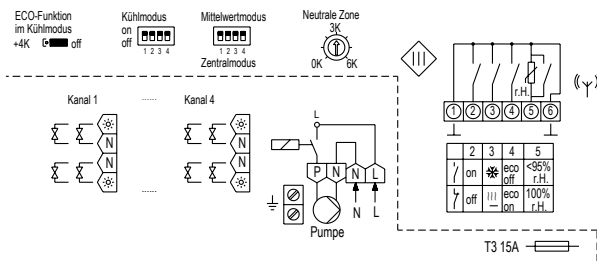 ECO-Funktion
im Kühlmodus
+4K off
Kühlmodus
on
off
1 2 3 4
Mittelwertmodus
1 2 3 4
Zentralmodus
Neutrale Zone
3K
0K 6K
r.H.
1 2 3 4 5 6
Kanal 1 ...... Kanal 4
N N
N N
......
L
P N N L
N L
Pumpe
2 3 4 5
on eco off <95% r.H.
off eco on 100% r.H.
T3 15A